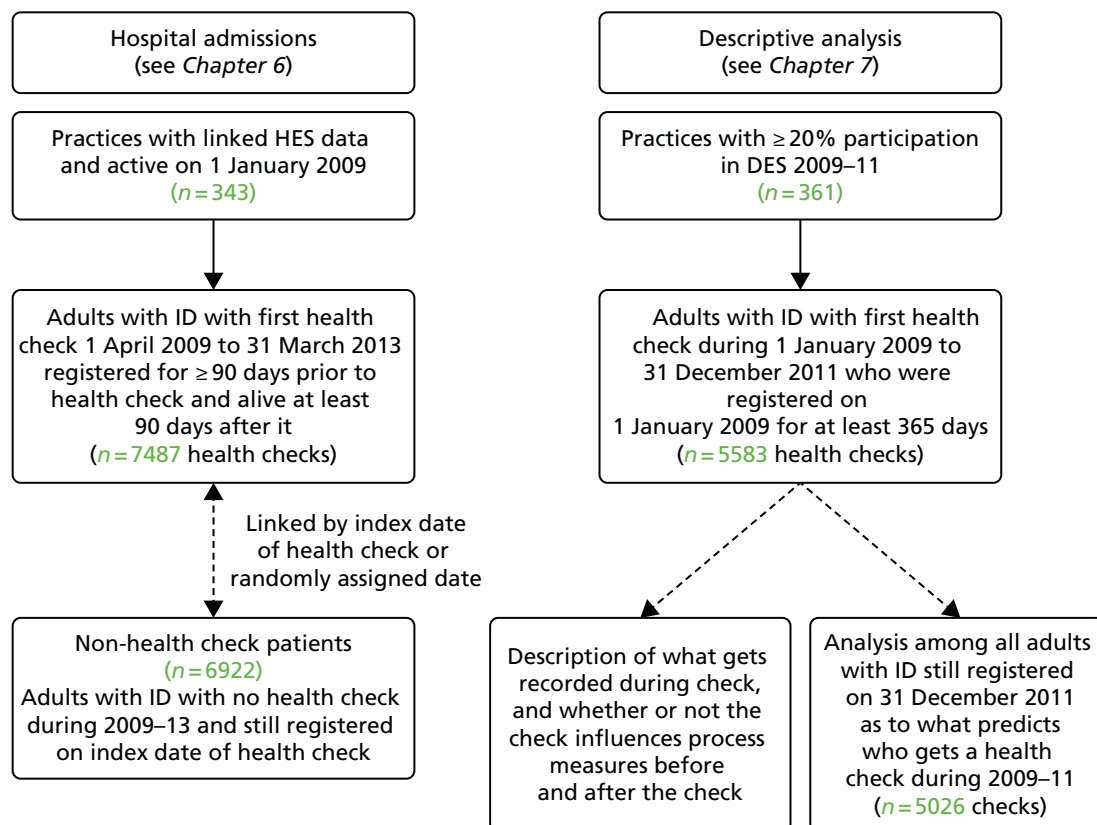 Hospital admissions
(see Chapter 6)
Practices with linked HES data
and active on 1 January 2009
(n=343)
Adults with ID with first health
check 1 April 2009 to 31 March 2013
registered for ≥90 days prior to
health check and alive at least
90 days after it
(n=7487 health checks)
Linked by index date
of health check or
randomly assigned date
Non-health check patients
(n=6922)
Adults with ID with no health check
during 2009–13 and still registered
on index date of health check
Descriptive analysis
(see Chapter 7)
Practices with ≥20% participation
in DES 2009–11
(n=361)
Adults with ID with first health
check during 1 January 2009 to
31 December 2011 who were
registered on
1 January 2009 for at least 365 days
(n=5583 health checks)
Description of what gets
recorded during check,
and whether or not the
check influences process
measures before
and after the check
Analysis among all adults
with ID still registered
on 31 December 2011
as to what predicts
who gets a health
check during 2009–11
(n=5026 checks)